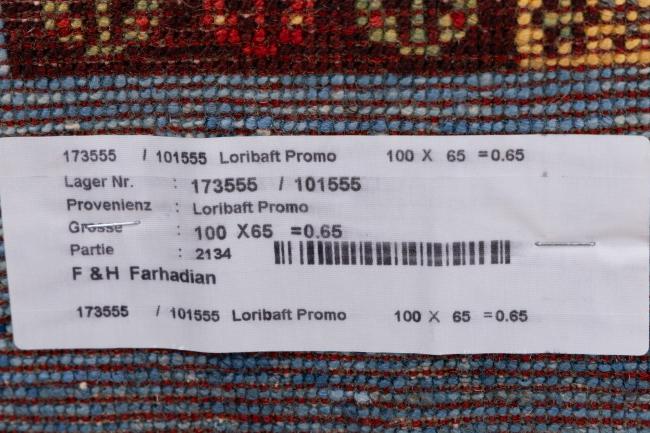 173555 / 101555 Loribaft Promo 100 X 65 =0.65
Lager Nr. : 173555 / 101555
Provenienz : Loribaft Promo
Grösse : 100 X65 =0.65
Partie : 2134
F &H Farhadian
173555 / 101555 Loribaft Promo 100 X 65 =0.65